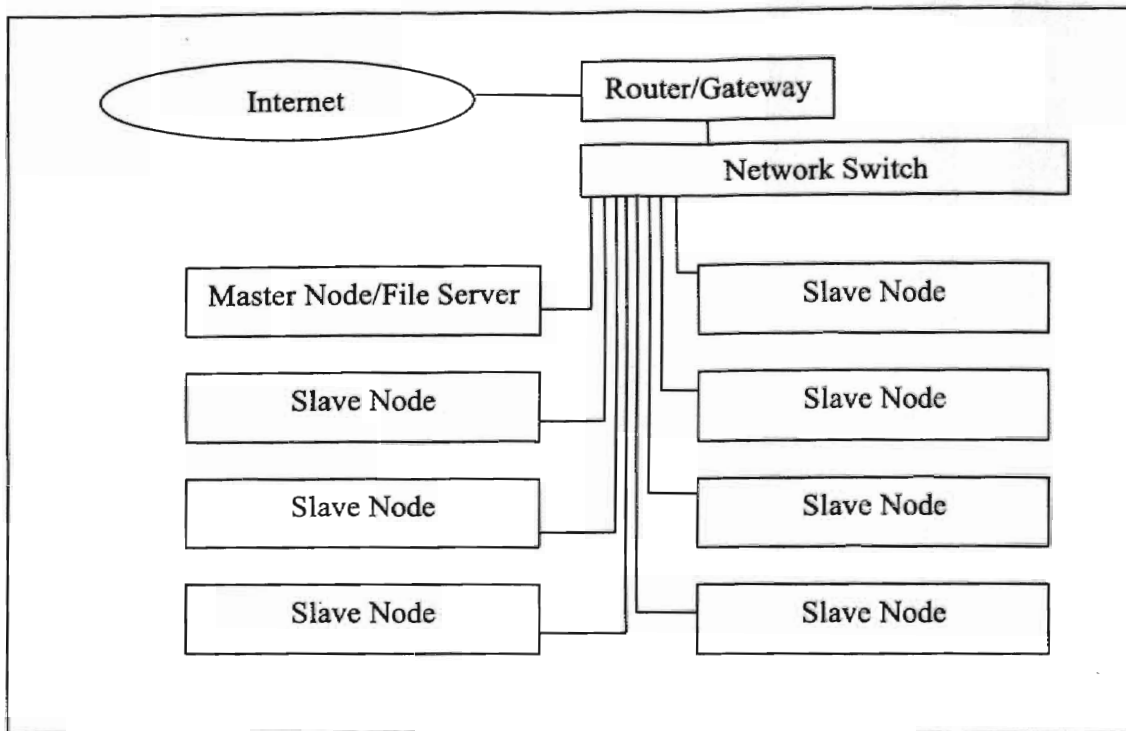 Internet
Router/Gateway
Network Switch
Master Node/File Server
Slave Node
Slave Node
Slave Node
Slave Node
Slave Node
Slave Node
Slave Node